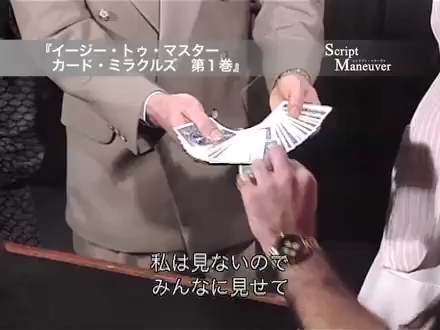 『イージー・トゥ・マスター
カード・ミラクルズ 第1巻』
Script
Maneuver
私は見ないので
みんなに見せて